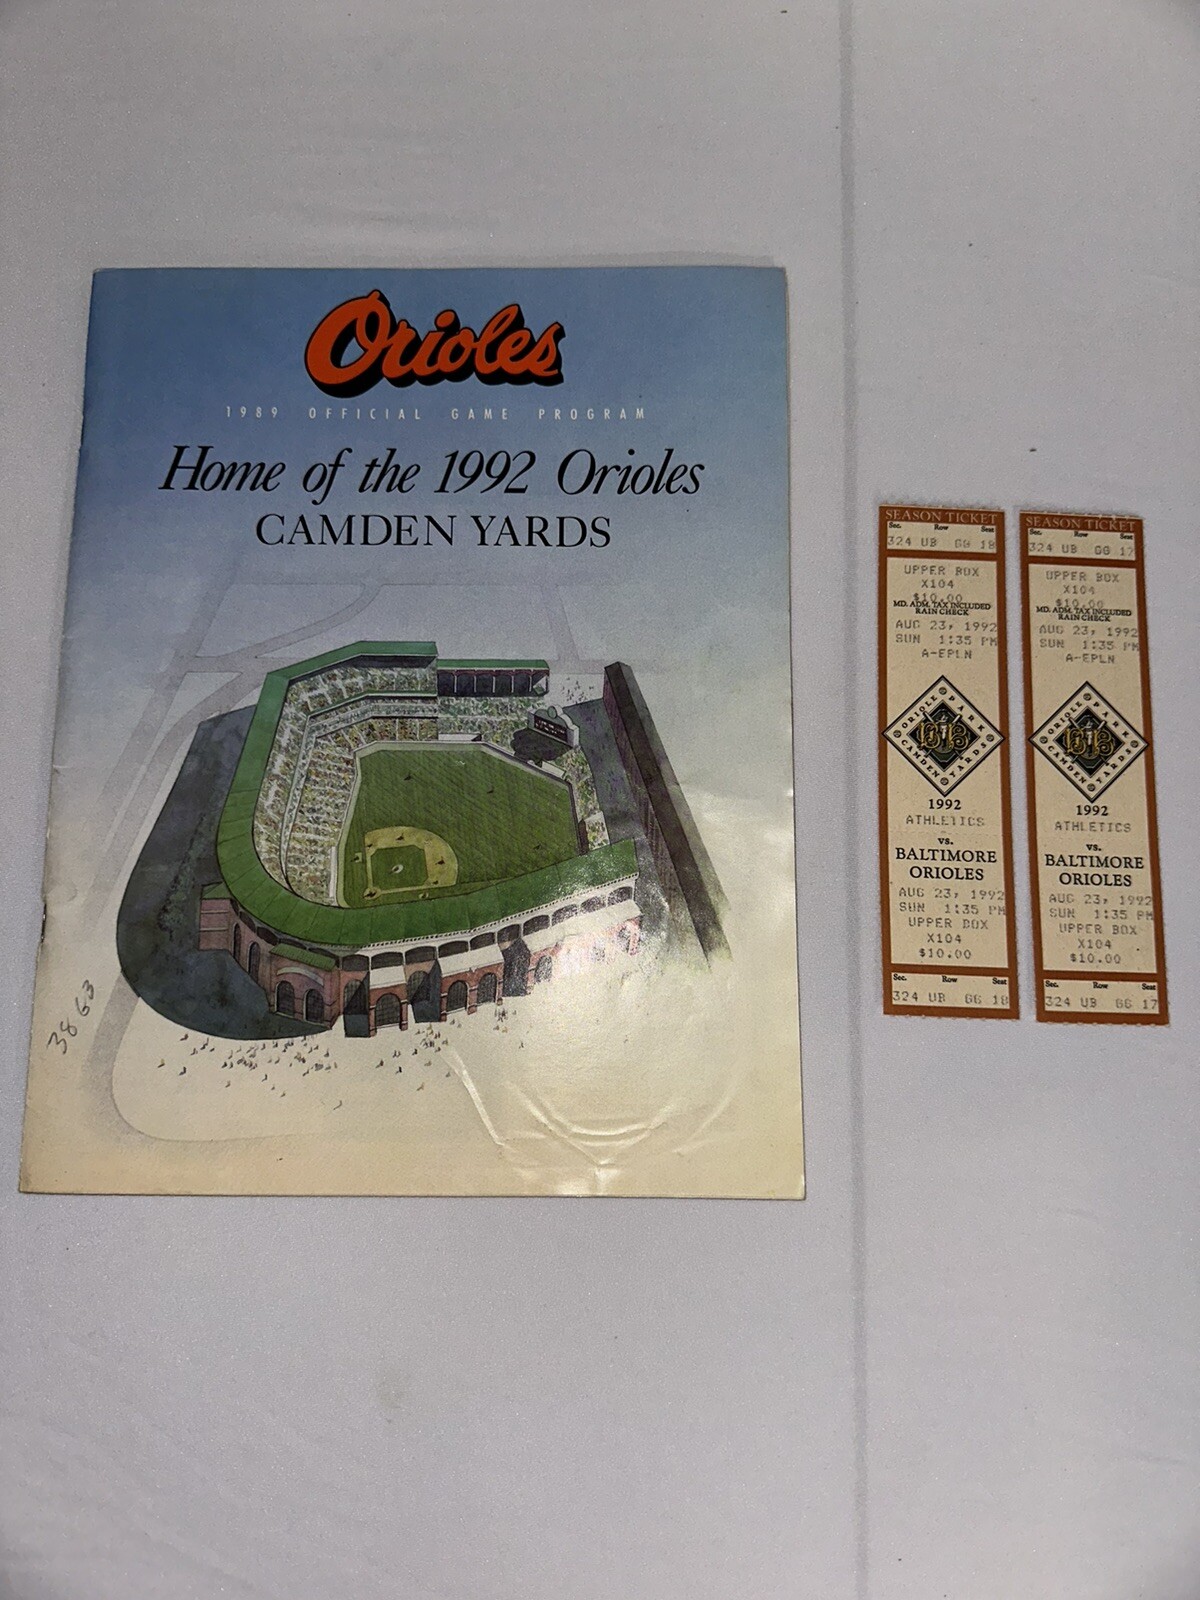 Orioles
1989 OFFICIAL GAME PROGRAM
Home of the 1992 Orioles
CAMDEN YARDS
3863
SEASON TICKET
Sec. Row Seat
324 UB GG 18
UPPER BOX
X104
$10.00
MD. ADM. TAX INCLUDED
RAIN CHECK
AUG 23, 1992
SUN 1:35 PM
A-EPLN
ORIOLE PARK
CAMDEN YARDS
1992
ATHLETICS
vs.
BALTIMORE
ORIOLES
AUG 23, 1992
SUN 1:35 PM
UPPER BOX
X104
$10.00
Sec. Row Seat
324 UB GG 18
SEASON TICKET
Sec. Row Seat
324 UB GG 17
UPPER BOX
X104
$10.00
MD. ADM. TAX INCLUDED
RAIN CHECK
AUG 23, 1992
SUN 1:35 PM
A-EPLN
ORIOLE PARK
CAMDEN YARDS
1992
ATHLETICS
vs.
BALTIMORE
ORIOLES
AUG 23, 1992
SUN 1:35 PM
UPPER BOX
X104
$10.00
Sec. Row Seat
324 UB GG 17